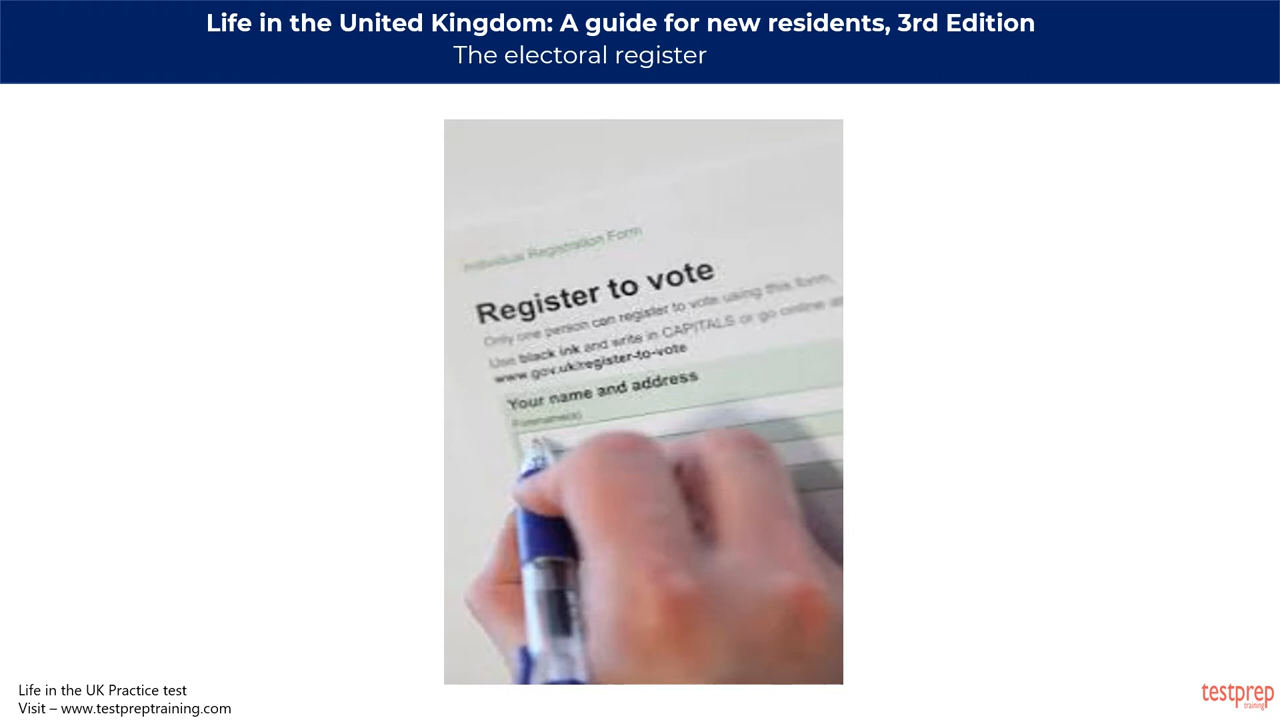 Life in the United Kingdom: A guide for new residents, 3rd Edition
The electoral register
Individual Registration Form
Register to vote
Only one person can register to vote using this form.
Use black ink and write in CAPITALS or go online at
www.gov.uk/register-to-vote
Your name and address
Forename(s)
Life in the UK Practice test
Visit – www.testpreptraining.com
testprep
training